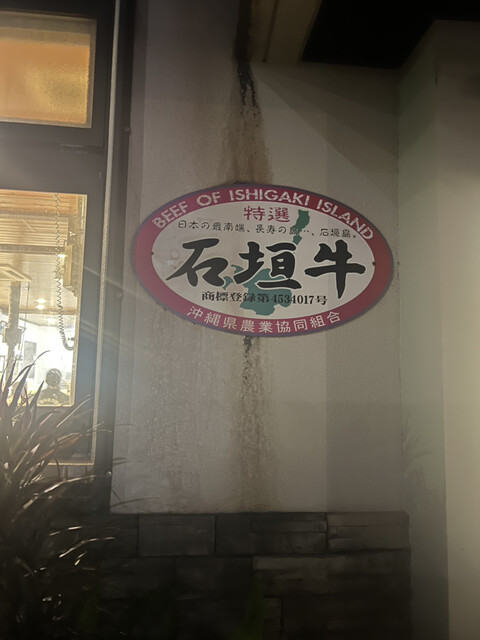 BEEF OF ISHIGAKI ISLAND
特選
日本の最南端、長寿の島…、石垣島。
石垣牛
商標登録第4534017号
沖縄県農業協同組合